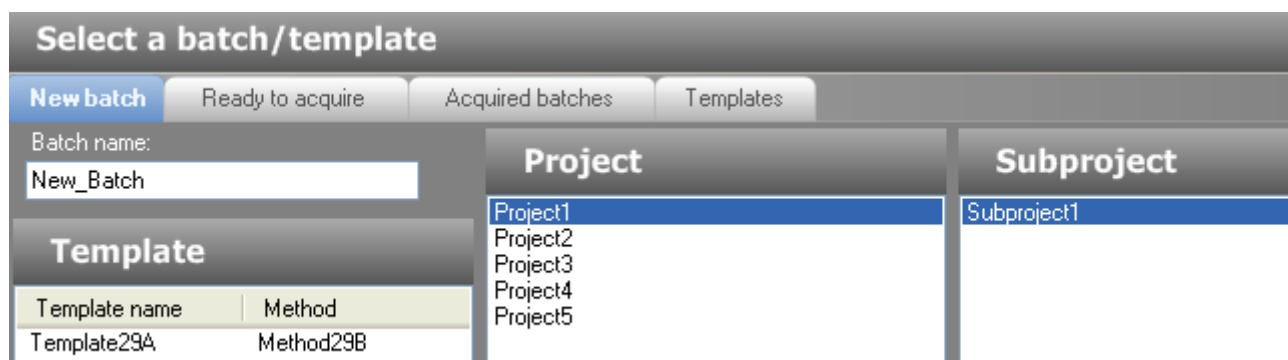 Select a batch/template
New batch Ready to acquire Acquired batches Templates
Batch name:
New_Batch
Template
Template name Method
Template29A Method29B
Project
Project1
Project2
Project3
Project4
Project5
Subproject
Subproject1